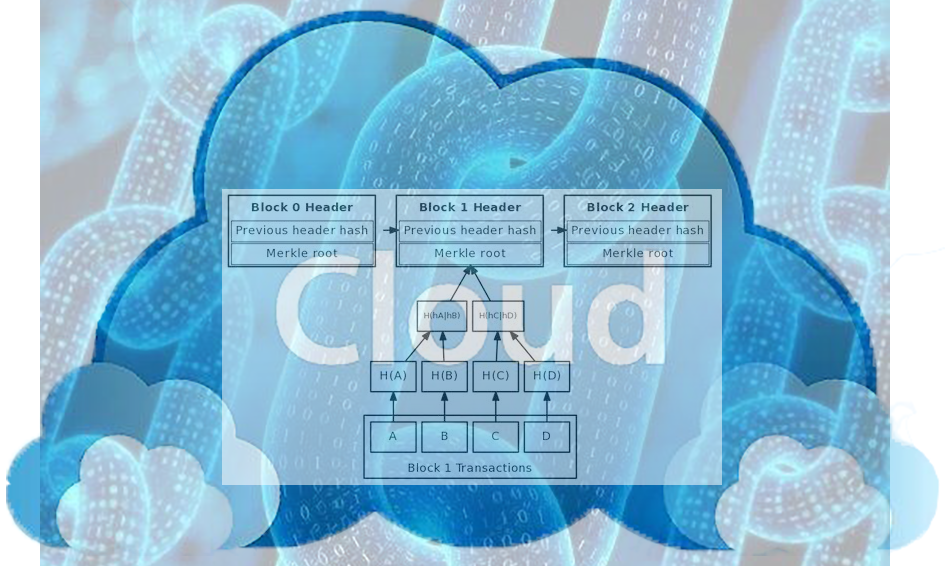 Block 0 Header
Block 1 Header
Block 2 Header
Previous header hash
Previous header hash
Previous header hash
Merkle root
Merkle root
Merkle root
Cloud
H(hA|hB)
H(hC|hD)
H(A)
H(B)
H(C)
H(D)
A
B
C
D
Block 1 Transactions